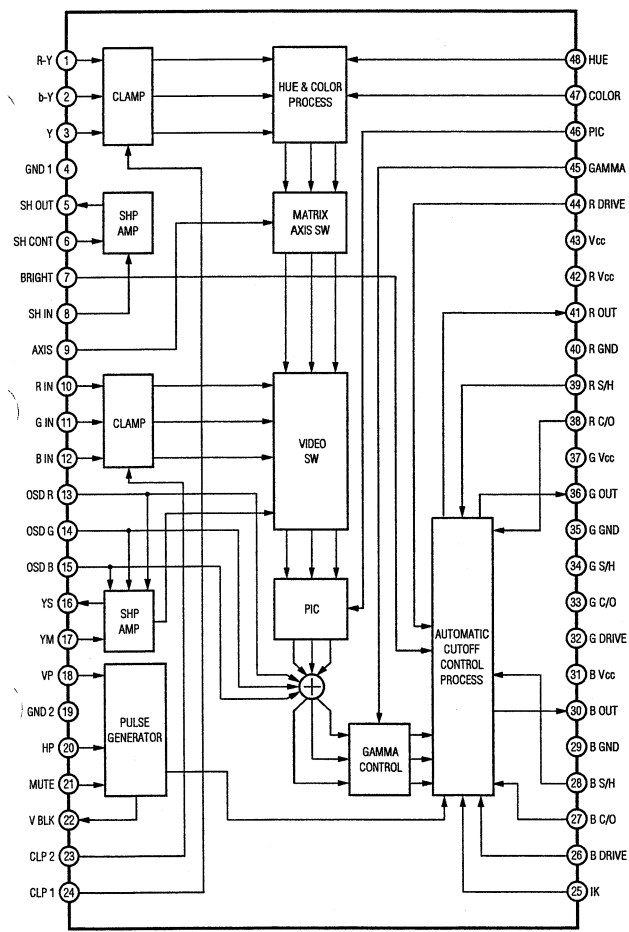 R-Y 1
b-Y 2
Y 3
GND 1 4
SH OUT 5
SH CONT 6
BRIGHT 7
SH IN 8
AXIS 9
R IN 10
G IN 11
B IN 12
OSD R 13
OSD G 14
OSD B 15
YS 16
YM 17
VP 18
GND 2 19
HP 20
MUTE 21
V BLK 22
CLP 2 23
CLP 1 24
CLAMP
SHP
AMP
CLAMP
SHP
AMP
PULSE
GENERATOR
HUE & COLOR
PROCESS
MATRIX
AXIS SW
VIDEO
SW
PIC
+
GAMMA
CONTROL
AUTOMATIC
CUTOFF
CONTROL
PROCESS
48 HUE
47 COLOR
46 PIC
45 GAMMA
44 R DRIVE
43 Vcc
42 R Vcc
41 R OUT
40 R GND
39 R S/H
38 R C/O
37 G Vcc
36 G OUT
35 G GND
34 G S/H
33 G C/O
32 G DRIVE
31 B Vcc
30 B OUT
29 B GND
28 B S/H
27 B C/O
26 B DRIVE
25 IK